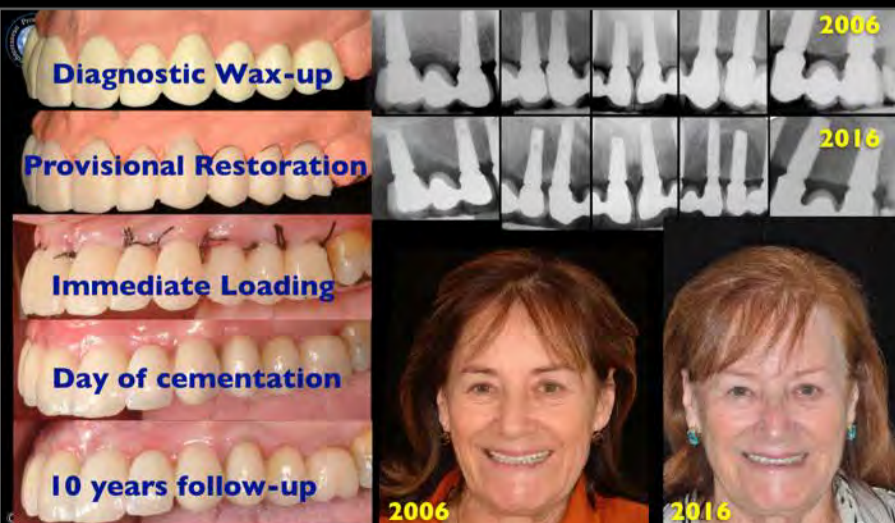 Diagnostic Wax-up
Provisional Restoration
Immediate Loading
Day of cementation
10 years follow-up
2006
2016
2006
2016